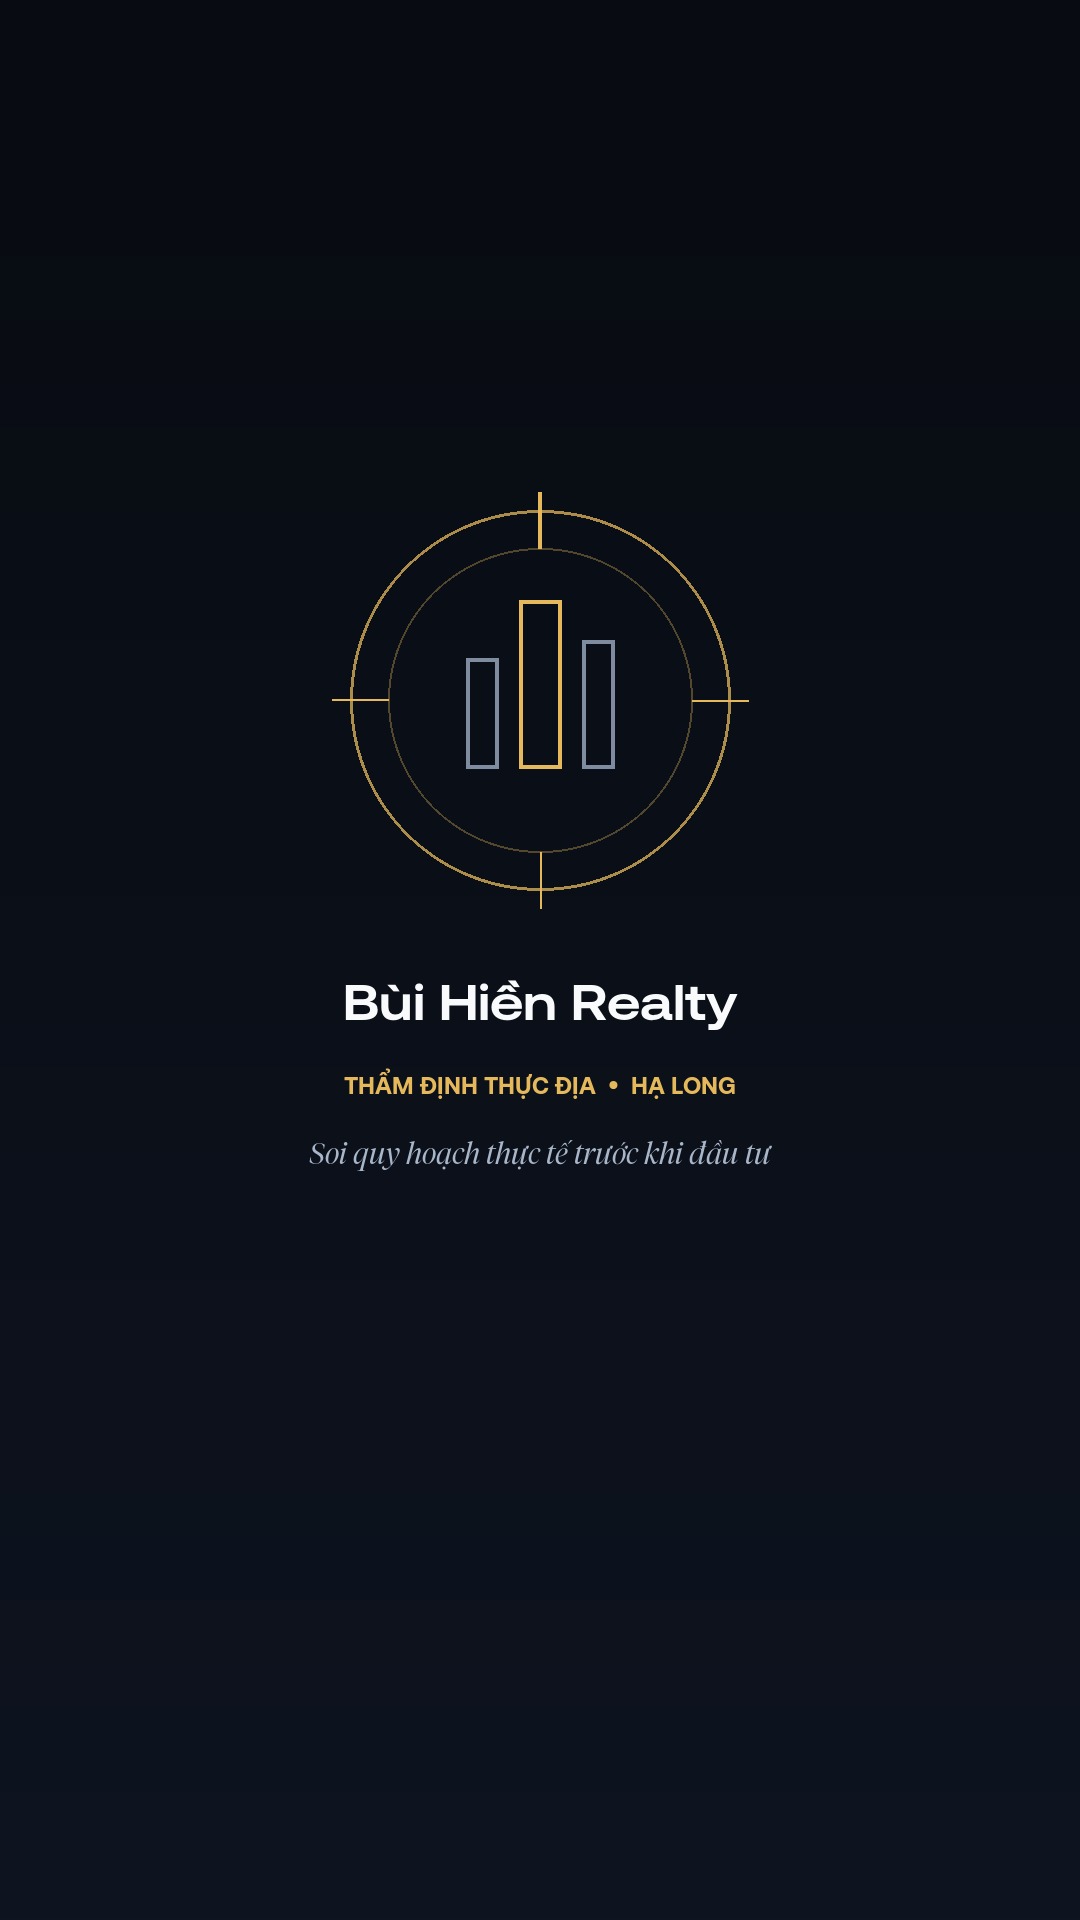 Bùi Hiền Realty
THẨM ĐỊNH THỰC ĐỊA • HẠ LONG
Soi quy hoạch thực tế trước khi đầu tư